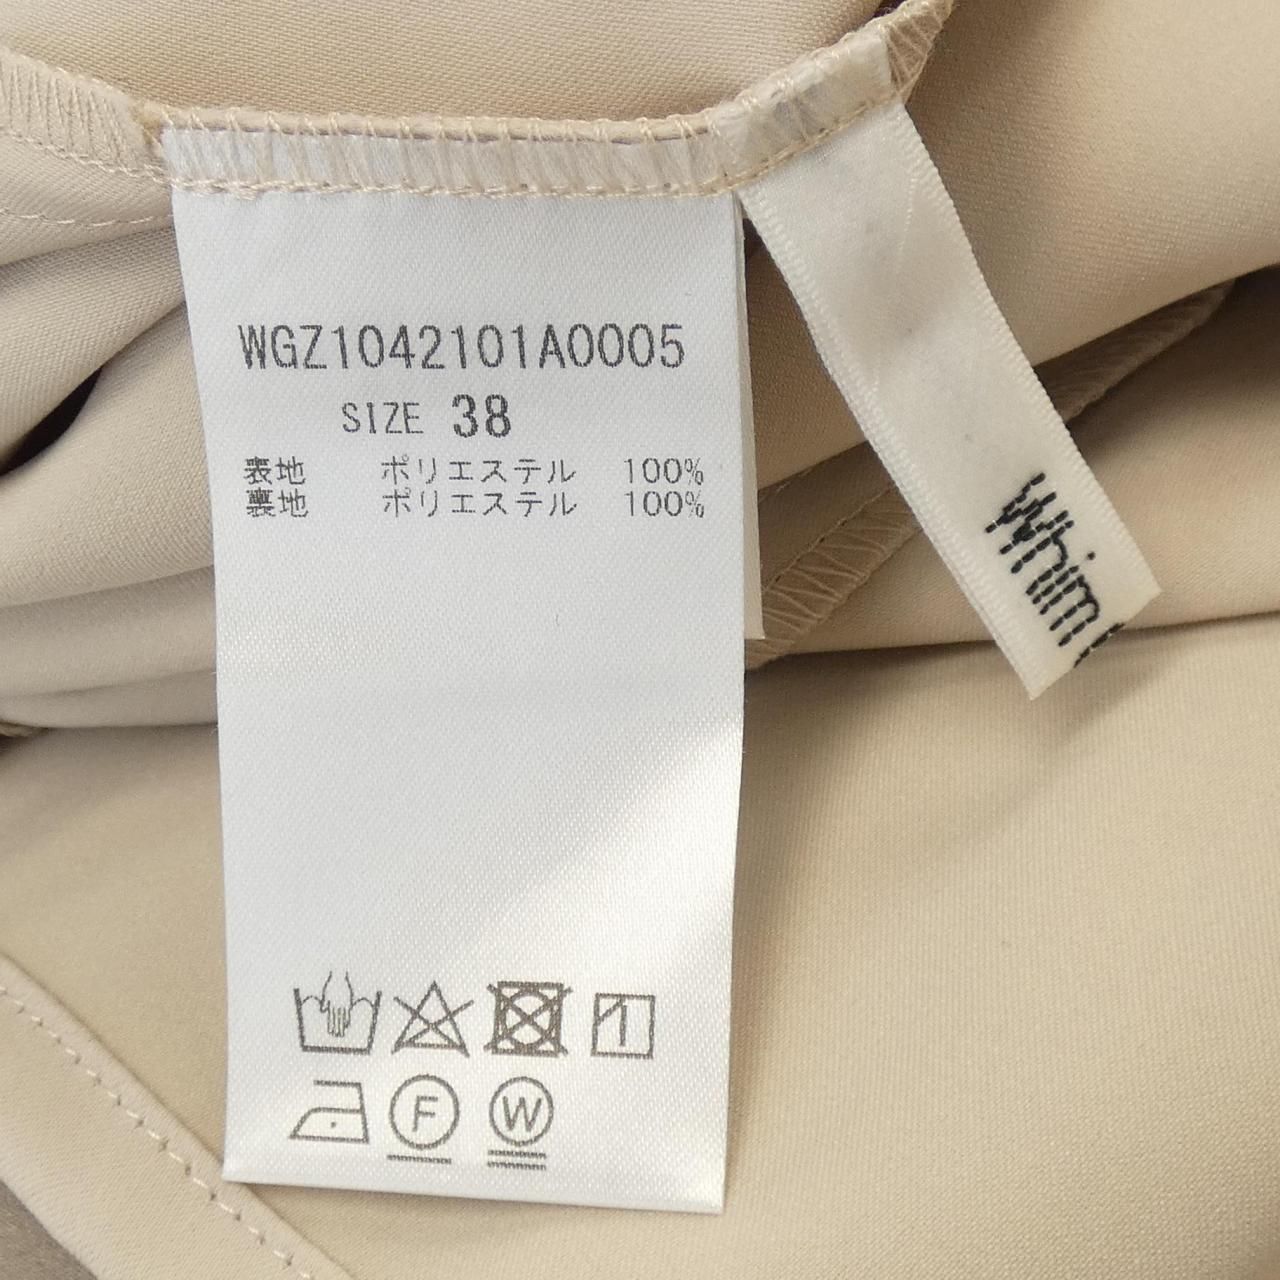 WGZ1042101A0005
SIZE 38
表地 ポリエステル 100%
裏地 ポリエステル 100%
F
W
Whim